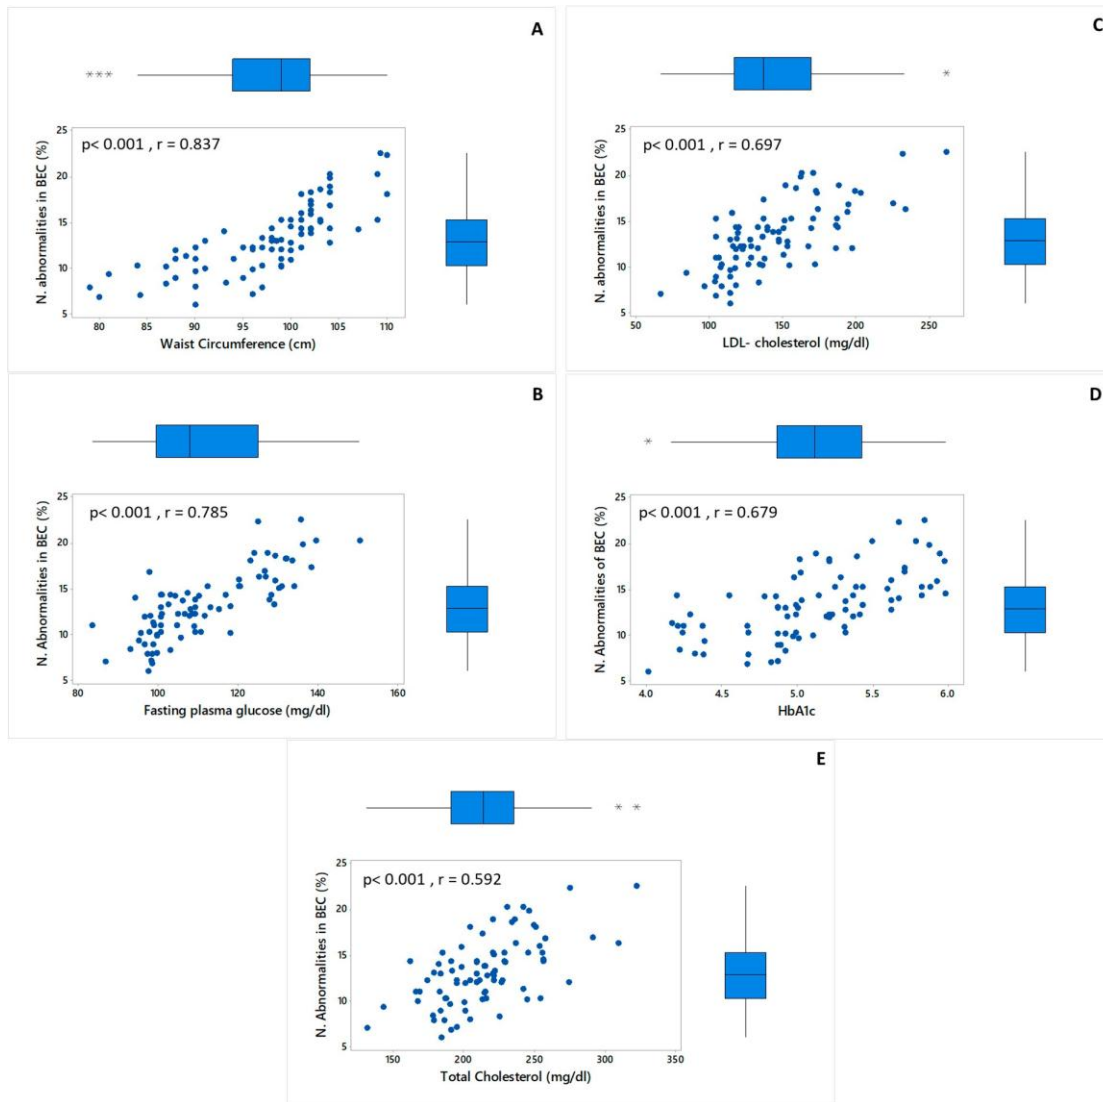 A
***
p< 0.001 , r = 0.837
N. abnormalities in BEC (%)
25
20
15
10
5
80 85 90 95 100 105 110
Waist Circumference (cm)
C
*
p< 0.001 , r = 0.697
N. abnormalities in BEC (%)
25
20
15
10
5
50 100 150 200 250
LDL- cholesterol (mg/dl)
B
p< 0.001 , r = 0.785
N. Abnormalities in BEC (%)
25
20
15
10
5
80 100 120 140 160
Fasting plasma glucose (mg/dl)
D
*
p< 0.001 , r = 0.679
N. Abnormalities of BEC (%)
25
20
15
10
5
4.0 4.5 5.0 5.5 6.0
HbA1c
E
* *
p< 0.001 , r = 0.592
N. Abnormalities in BEC (%)
25
20
15
10
5
150 200 250 300 350
Total Cholesterol (mg/dl)